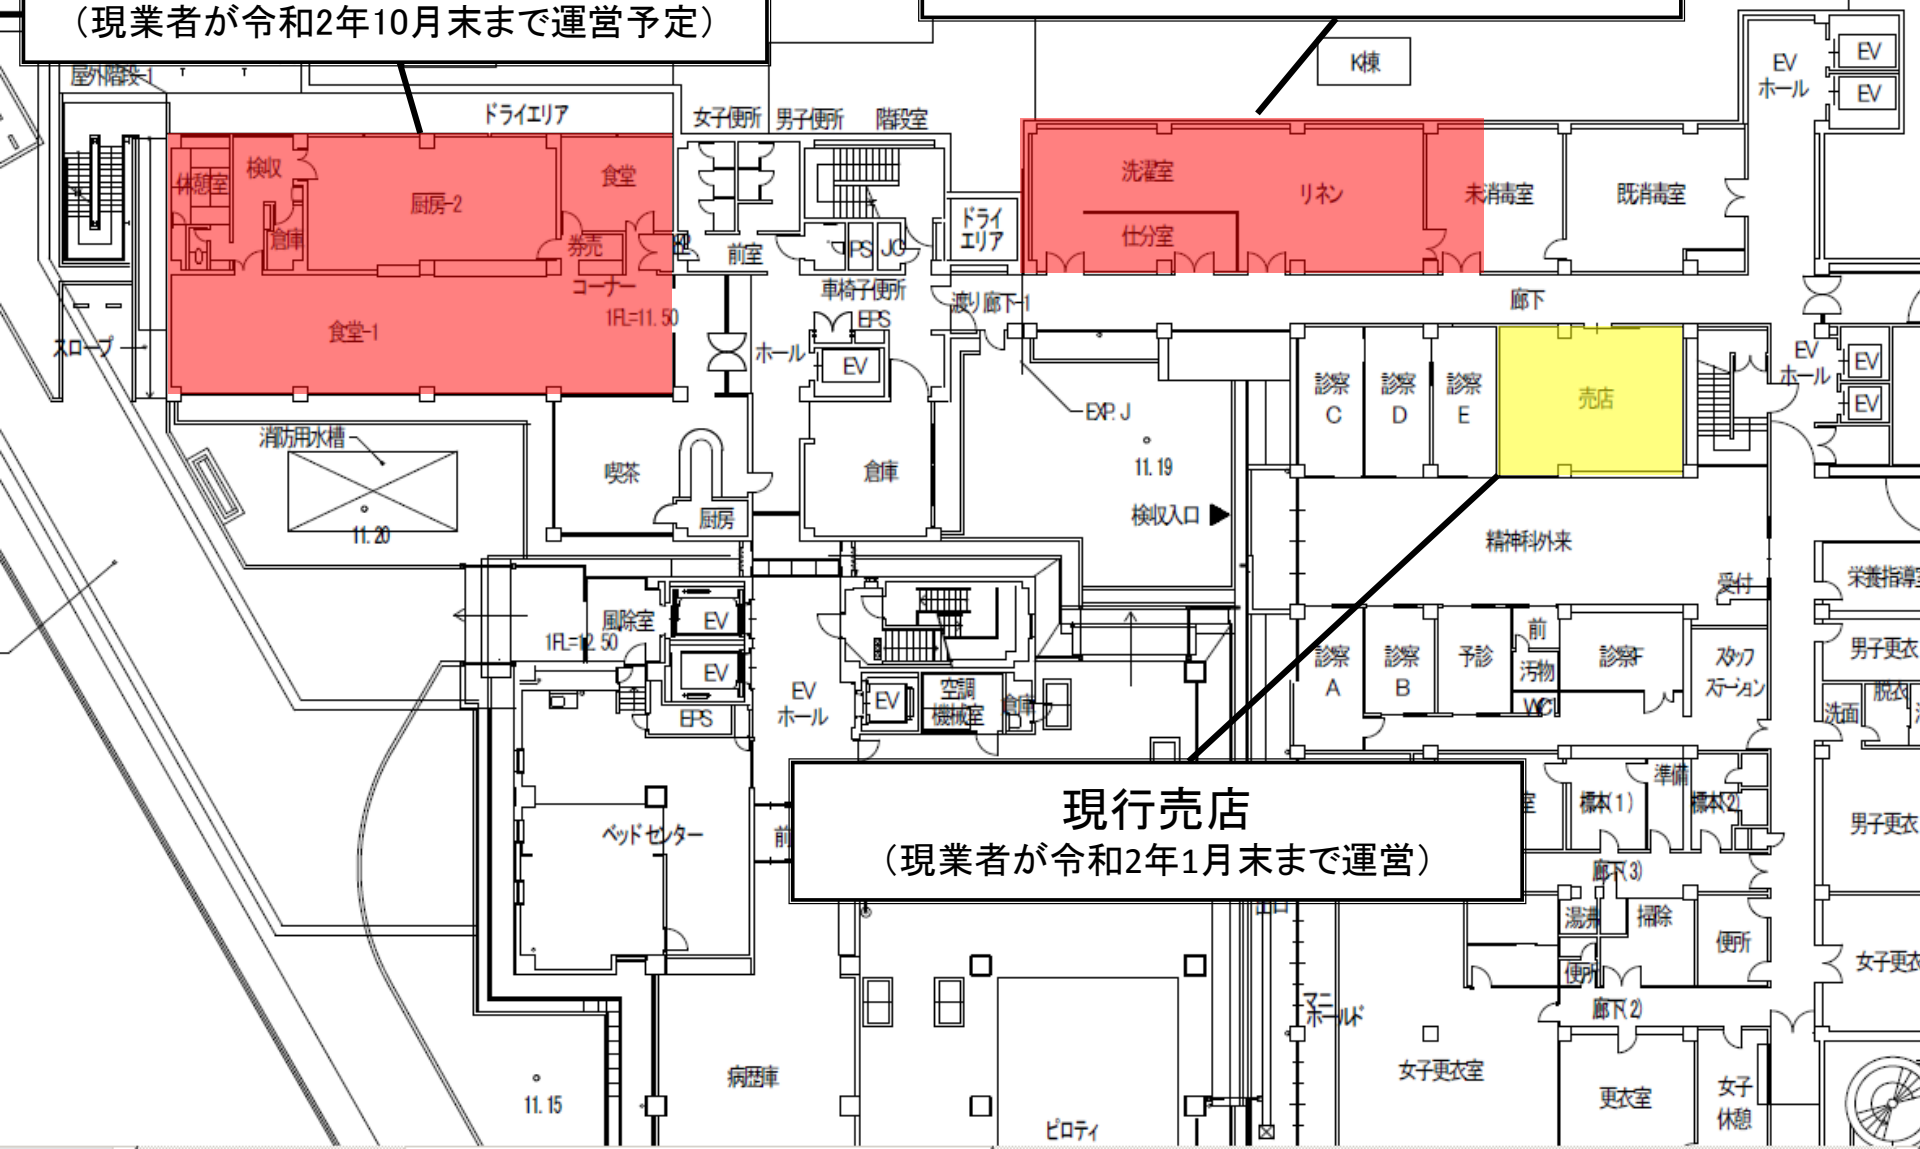 （現業者が令和2年10月末まで運営予定）
K棟
EV
ホール
EV
EV
屋外階段-1
ドライエリア
女子便所
男子便所
階段室
休憩室
検収
厨房-2
食堂
倉庫
券売
コーナー
前室
PS
ドライ
エリア
洗濯室
仕分室
リネン
未消毒室
既消毒室
車椅子便所
EPS
渡り廊下-1
廊下
食堂-1
1FL=11.50
スロープ
ホール
EV
診察
C
診察
D
診察
E
売店
EV
ホール
EV
EV
EXP. J
11.19
消防用水槽
11.20
喫茶
厨房
倉庫
検収入口
精神科外来
受付
栄養指導室
風除室
1FL=12.50
EV
EV
EPS
EV
ホール
EV
空調
機械室
倉庫
診察
A
診察
B
予診
前
汚物
WC
診察F
スタッフ
ステーション
男子更衣
洗面
脱衣
現行売店
（現業者が令和2年1月末まで運営）
ベッドセンター
前
室
標本(1)
準備
標本(2)
男子更衣
廊下(3)
湯沸
掃除
便所
便所
女子更衣
出口
廊下(2)
マニ
ホールド
病歴庫
11.15
ピロティ
女子更衣室
更衣室
女子
休憩